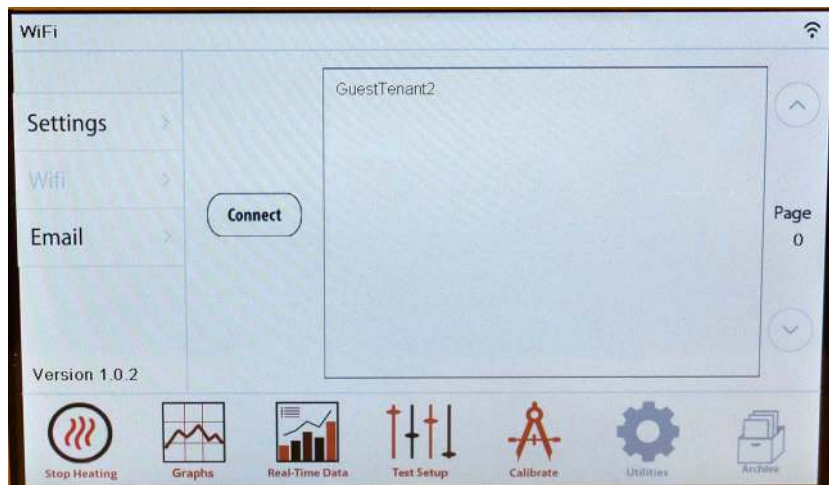 WiFi
GuestTenant2
Settings
Wifi
Connect
Page
0
Email
Version 1.0.2
Stop Heating
Graphs
Real-Time Data
Test Setup
Calibrate
Utilities
Archive